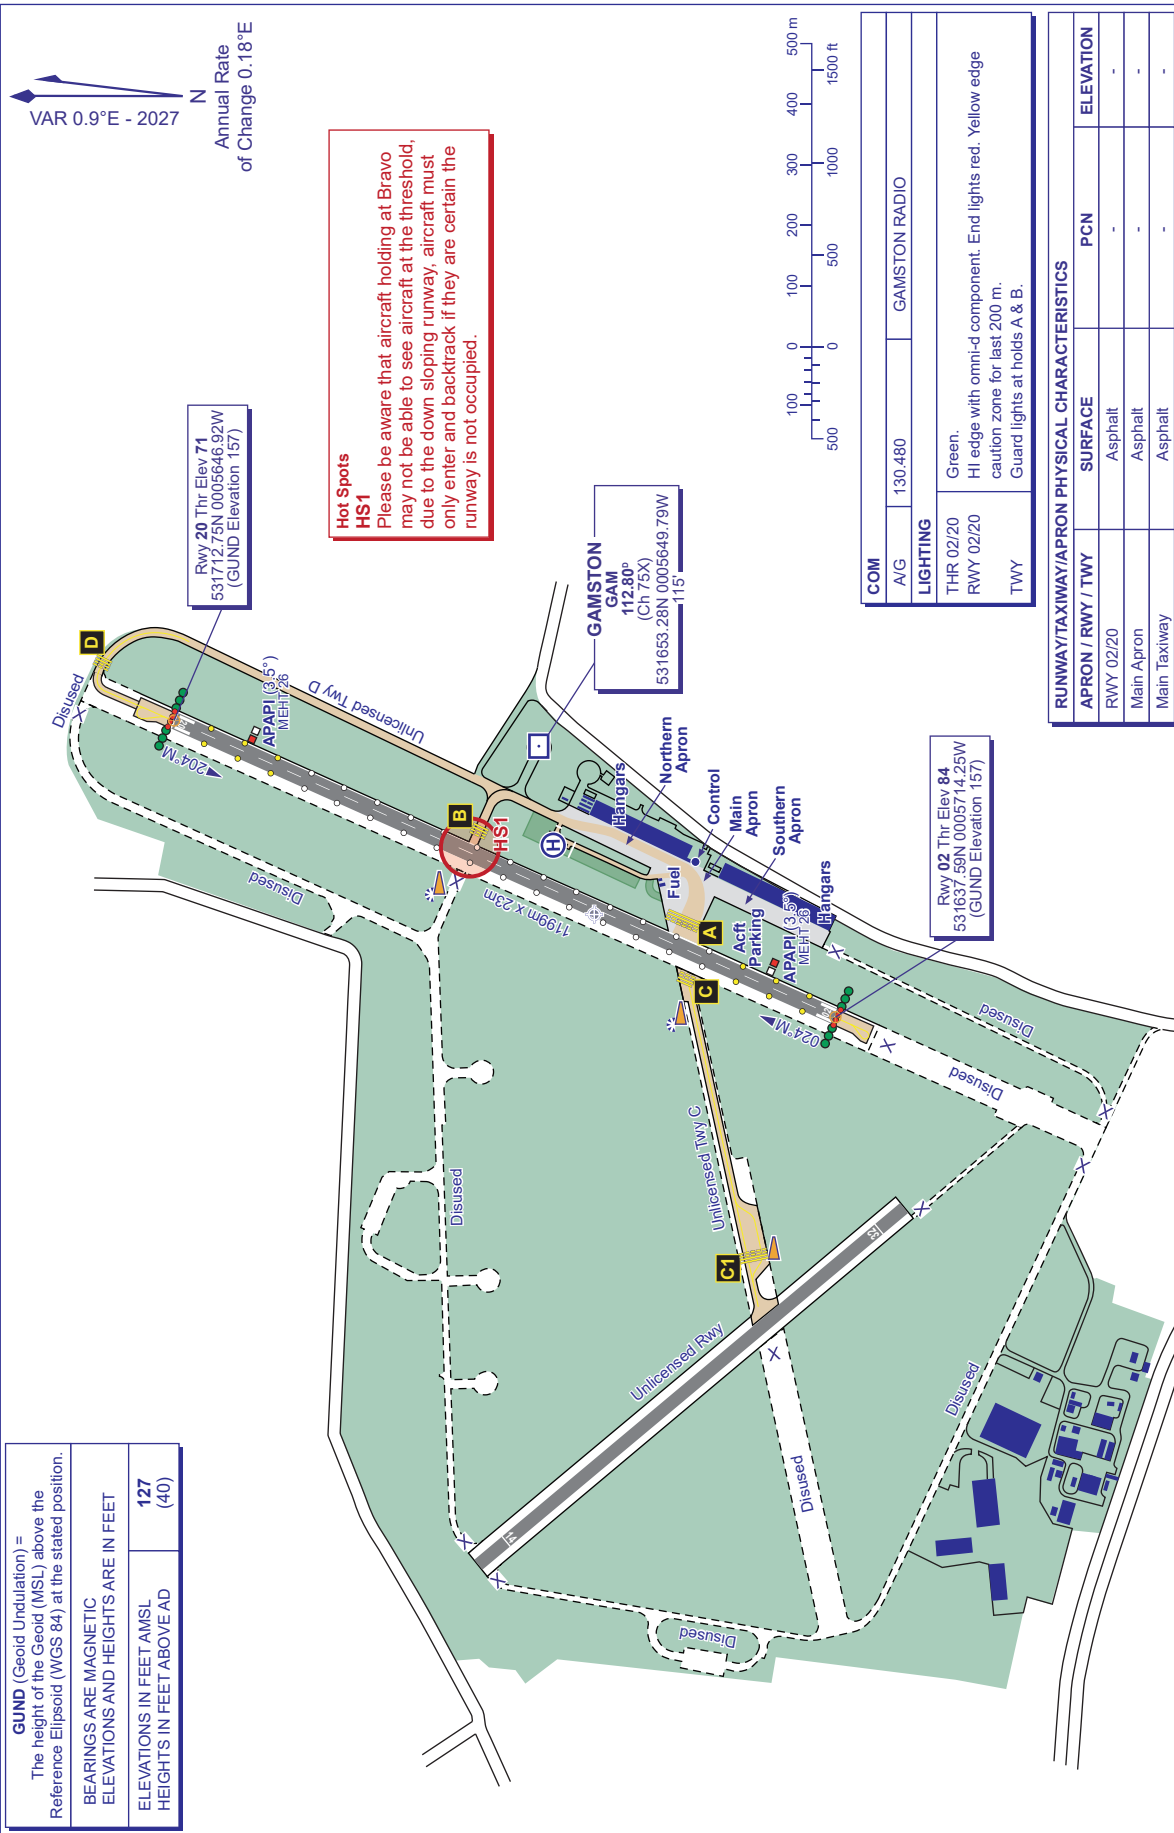 GUND (Geoid Undulation) =
The height of the Geoid (MSL) above the
Reference Elipsoid (WGS 84) at the stated position.
BEARINGS ARE MAGNETIC
ELEVATIONS AND HEIGHTS ARE IN FEET
ELEVATIONS IN FEET AMSL 127
HEIGHTS IN FEET ABOVE AD (40)
VAR 0.9°E - 2027
N
Annual Rate
of Change 0.18°E
Hot Spots
HS1
Please be aware that aircraft holding at Bravo
may not be able to see aircraft at the threshold,
due to the down sloping runway, aircraft must
only enter and backtrack if they are certain the
runway is not occupied.
Rwy 20 Thr Elev 71
531712.75N 0005646.92W
(GUND Elevation 157)
GAMSTON
GAM
112.80D
(Ch 75X)
531653.28N 0005649.79W
115'
Rwy 02 Thr Elev 84
531637.59N 0005714.25W
(GUND Elevation 157)
500 m
400
300
200
100
0
100
1500 ft
1000
500
0
500
Disused
D
204°M
APAPI (3.5°)
MEHT 26
Unlicensed Twy D
B
HS1
H
Disused
Disused
1199m x 23m
Hangars
Northern
Apron
Control
Main
Apron
Southern
Apron
Fuel
Hangars
A
Acft
Parking
APAPI (3.5°)
MEHT 26
C
024°M
Disused
Disused
Unlicensed Twy C
C1
32
Unlicensed Rwy
14
Disused
Disused
Disused
COM
A/G 130.480 GAMSTON RADIO
LIGHTING
THR 02/20 Green.
RWY 02/20 HI edge with omni-d component. End lights red. Yellow edge
caution zone for last 200 m.
TWY Guard lights at holds A & B.
RUNWAY/TAXIWAY/APRON PHYSICAL CHARACTERISTICS
APRON / RWY / TWY SURFACE PCN ELEVATION
RWY 02/20 Asphalt - -
Main Apron Asphalt - -
Main Taxiway Asphalt - -